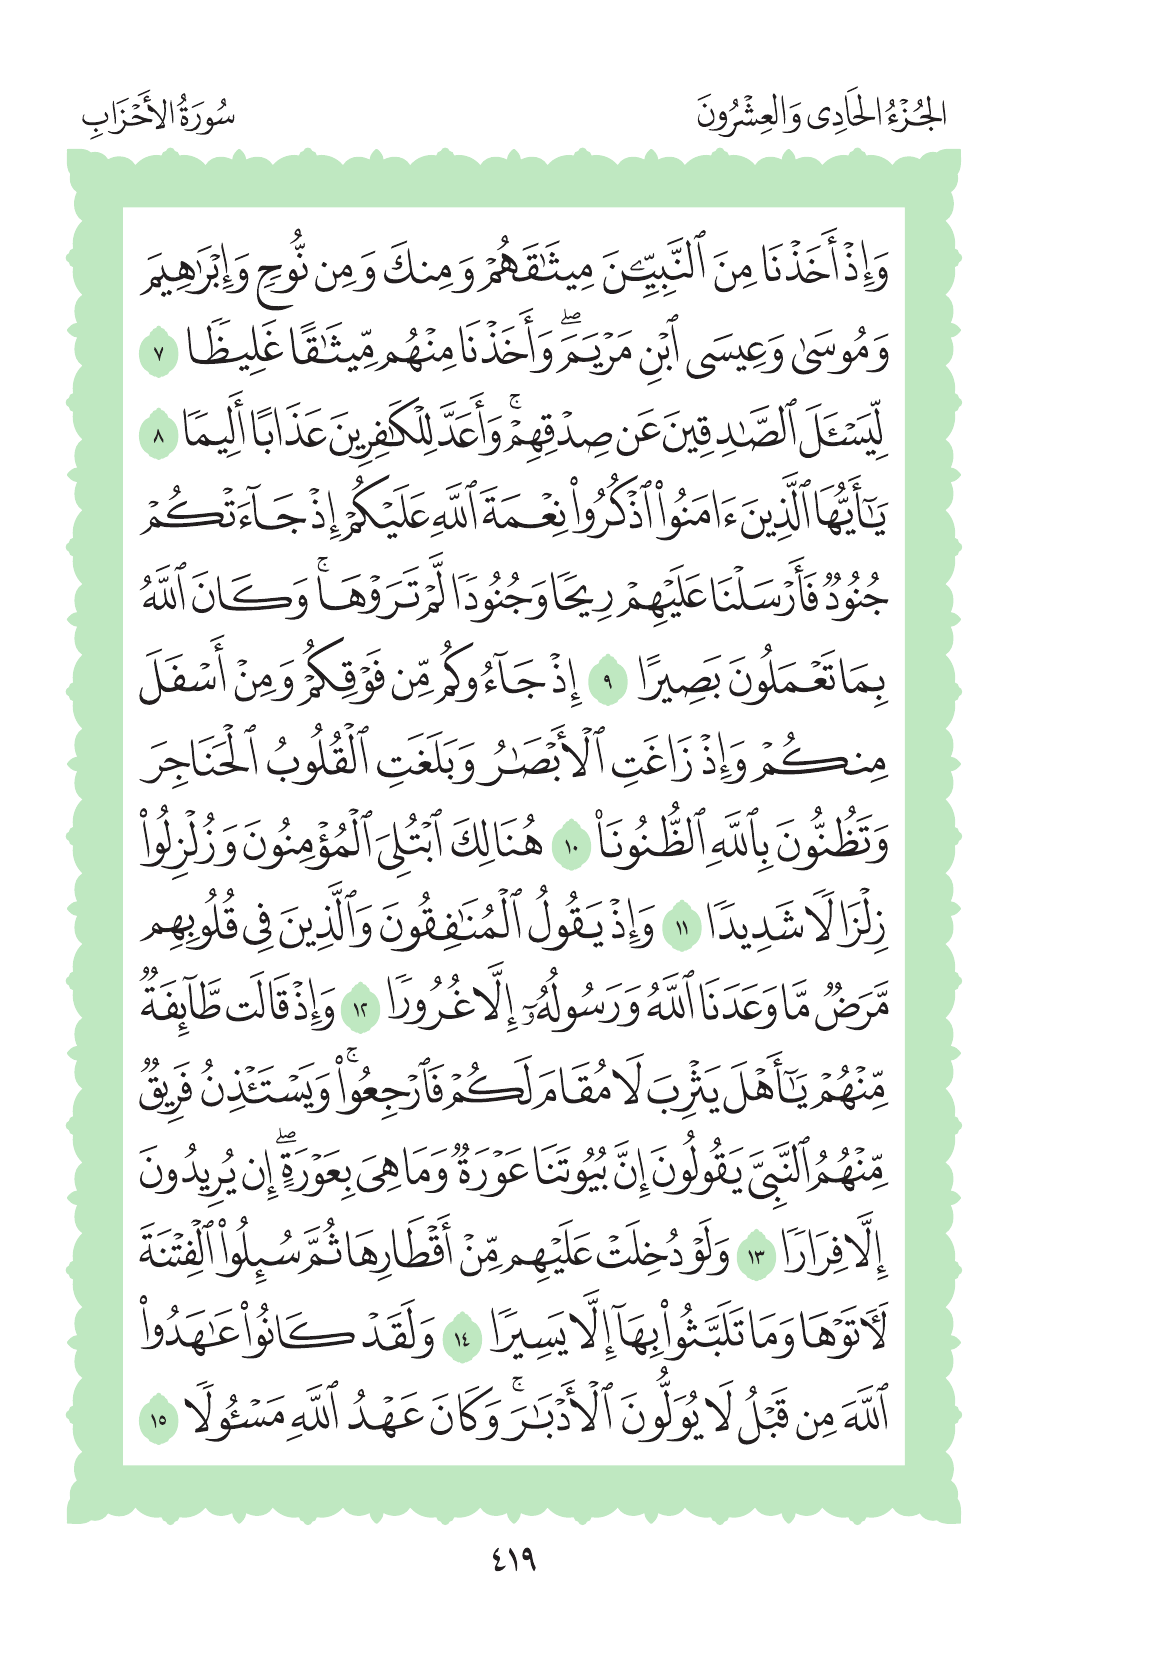 الجُزْءُ الحَادِى وَالعِشْرُونَ
سُورَةُ الأَحْزَابِ
وَإِذْ أَخَذْنَا مِنَ ٱلنَّبِيِّـۧنَ مِيثَٰقَهُمْ وَمِنكَ وَمِن نُّوحٍ وَإِبْرَٰهِيمَ
وَمُوسَىٰ وَعِيسَى ٱبْنِ مَرْيَمَۖ وَأَخَذْنَا مِنْهُم مِّيثَٰقًا غَلِيظًا ٧
لِّيَسْـَٔلَ ٱلصَّٰدِقِينَ عَن صِدْقِهِمْۚ وَأَعَدَّ لِلْكَٰفِرِينَ عَذَابًا أَلِيمًا ٨
يَٰٓأَيُّهَا ٱلَّذِينَ ءَامَنُوا۟ ٱذْكُرُوا۟ نِعْمَةَ ٱللَّهِ عَلَيْكُمْ إِذْ جَآءَتْكُمْ
جُنُودٌ فَأَرْسَلْنَا عَلَيْهِمْ رِيحًا وَجُنُودًا لَّمْ تَرَوْهَاۚ وَكَانَ ٱللَّهُ
بِمَا تَعْمَلُونَ بَصِيرًا ٩ إِذْ جَآءُوكُم مِّن فَوْقِكُمْ وَمِنْ أَسْفَلَ
مِنكُمْ وَإِذْ زَاغَتِ ٱلْأَبْصَٰرُ وَبَلَغَتِ ٱلْقُلُوبُ ٱلْحَنَاجِرَ
وَتَظُنُّونَ بِٱللَّهِ ٱلظُّنُونَا۠ ١٠ هُنَالِكَ ٱبْتُلِىَ ٱلْمُؤْمِنُونَ وَزُلْزِلُوا۟
زِلْزَالًا شَدِيدًا ١١ وَإِذْ يَقُولُ ٱلْمُنَٰفِقُونَ وَٱلَّذِينَ فِى قُلُوبِهِم
مَّرَضٌ مَّا وَعَدَنَا ٱللَّهُ وَرَسُولُهُۥٓ إِلَّا غُرُورًا ١٢ وَإِذْ قَالَت طَّآئِفَةٌ
مِّنْهُمْ يَٰٓأَهْلَ يَثْرِبَ لَا مُقَامَ لَكُمْ فَٱرْجِعُوا۟ۚ وَيَسْتَـْٔذِنُ فَرِيقٌ
مِّنْهُمُ ٱلنَّبِىَّ يَقُولُونَ إِنَّ بُيُوتَنَا عَوْرَةٌ وَمَا هِىَ بِعَوْرَةٍۖ إِن يُرِيدُونَ
إِلَّا فِرَارًا ١٣ وَلَوْ دُخِلَتْ عَلَيْهِم مِّنْ أَقْطَارِهَا ثُمَّ سُئِلُوا۟ ٱلْفِتْنَةَ
لَـَٔاتَوْهَا وَمَا تَلَبَّثُوا۟ بِهَآ إِلَّا يَسِيرًا ١٤ وَلَقَدْ كَانُوا۟ عَٰهَدُوا۟
ٱللَّهَ مِن قَبْلُ لَا يُوَلُّونَ ٱلْأَدْبَٰرَۚ وَكَانَ عَهْدُ ٱللَّهِ مَسْـُٔولًا ١٥
٤١٩